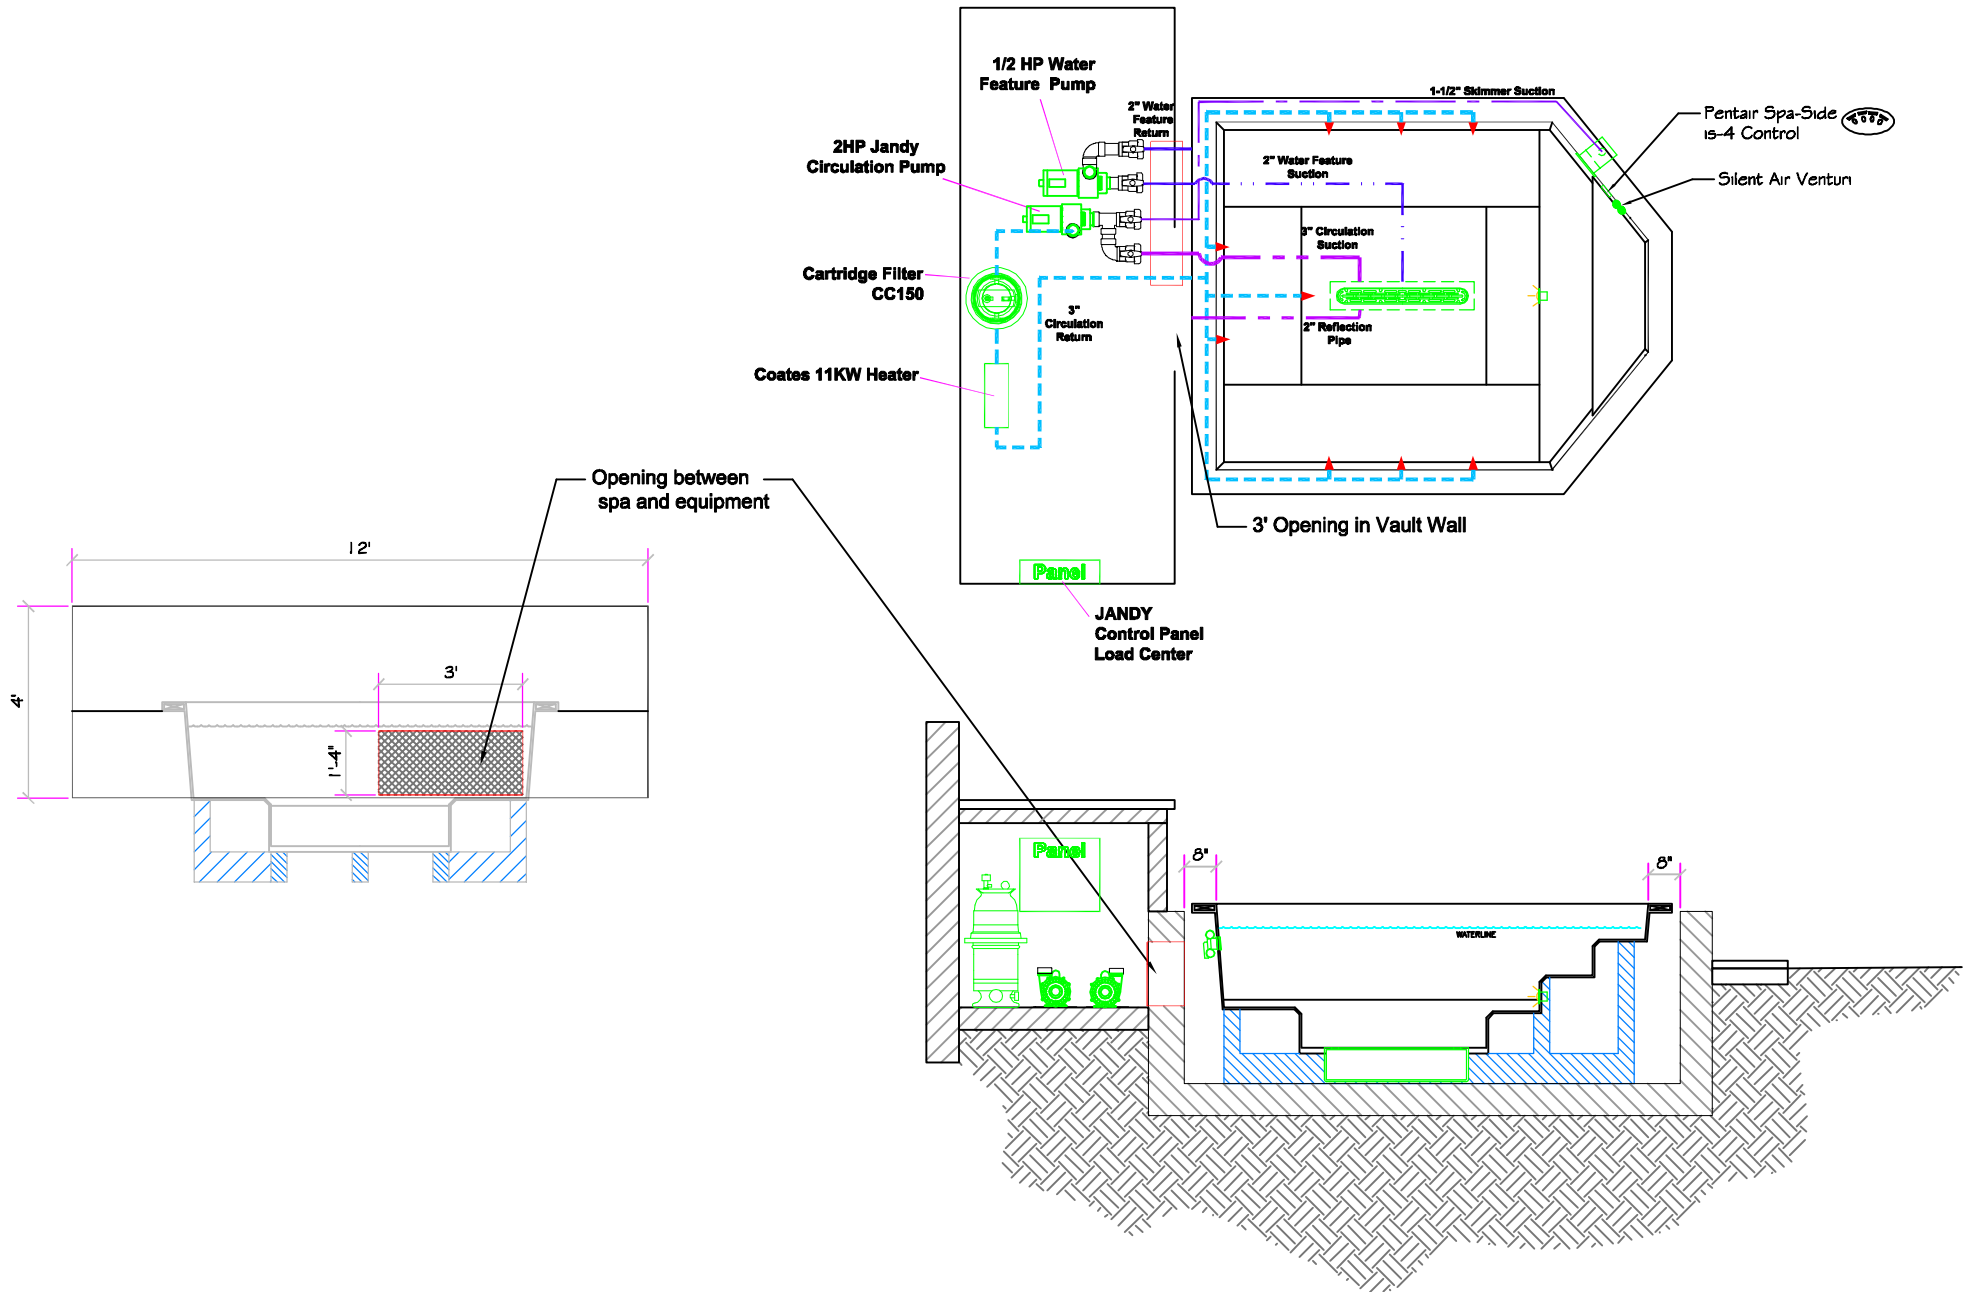 1/2 HP Water
Feature Pump
2" Water
Feature
Return
1-1/2" Skimmer Suction
Pentair Spa-Side
is-4 Control
2HP Jandy
Circulation Pump
2" Water Feature
Suction
Silent Air Venturi
3" Circulation
Suction
Cartridge Filter
CC150
3"
Circulation
Return
2" Reflection
Pipe
Coates 11KW Heater
Opening between
spa and equipment
3' Opening in Vault Wall
Panel
JANDY
Control Panel
Load Center
12'
3'
4'
1'-4"
Panel
8"
8"
WATERLINE